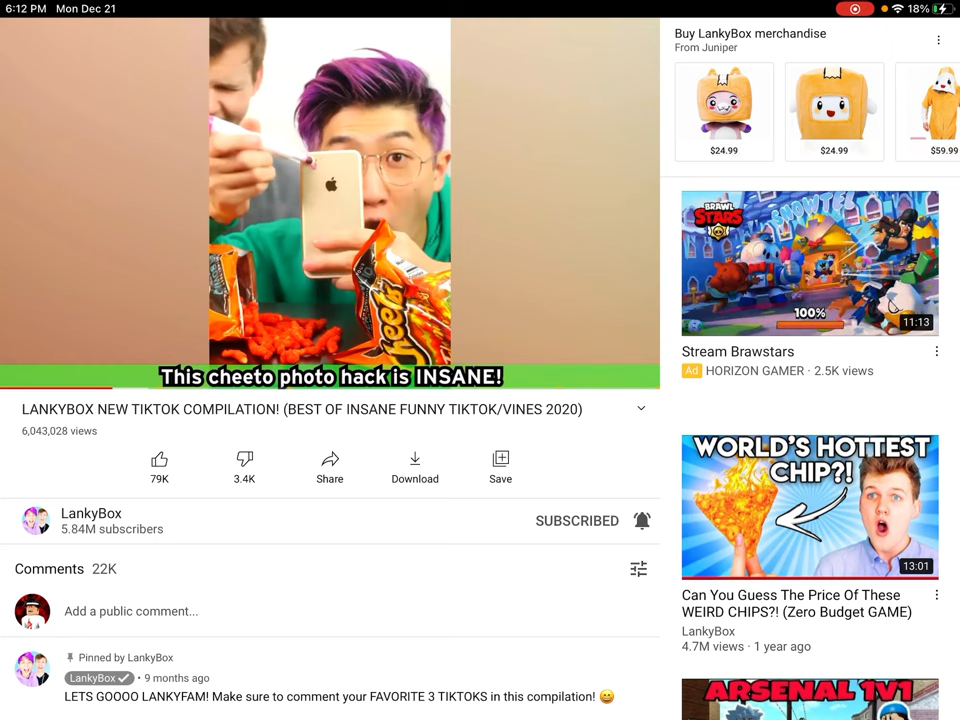 6:12 PM Mon Dec 21
18%
This cheeto photo hack is INSANE!
LANKYBOX NEW TIKTOK COMPILATION! (BEST OF INSANE FUNNY TIKTOK/VINES 2020)
6,043,028 views
79K
3.4K
Share
Download
Save
LankyBox
5.84M subscribers
SUBSCRIBED
Comments 22K
Add a public comment...
Pinned by LankyBox
LankyBox • 9 months ago
LETS GOOOO LANKYFAM! Make sure to comment your FAVORITE 3 TIKTOKS in this compilation! 😄
Buy LankyBox merchandise
From Juniper
$24.99
$24.99
$59.99
BRAWL
STARS
SNOWTEL
100%
11:13
Stream Brawstars
Ad HORIZON GAMER · 2.5K views
WORLD'S HOTTEST
CHIP?!
13:01
Can You Guess The Price Of These
WEIRD CHIPS?! (Zero Budget GAME)
LankyBox
4.7M views · 1 year ago
ARSENAL 1V1